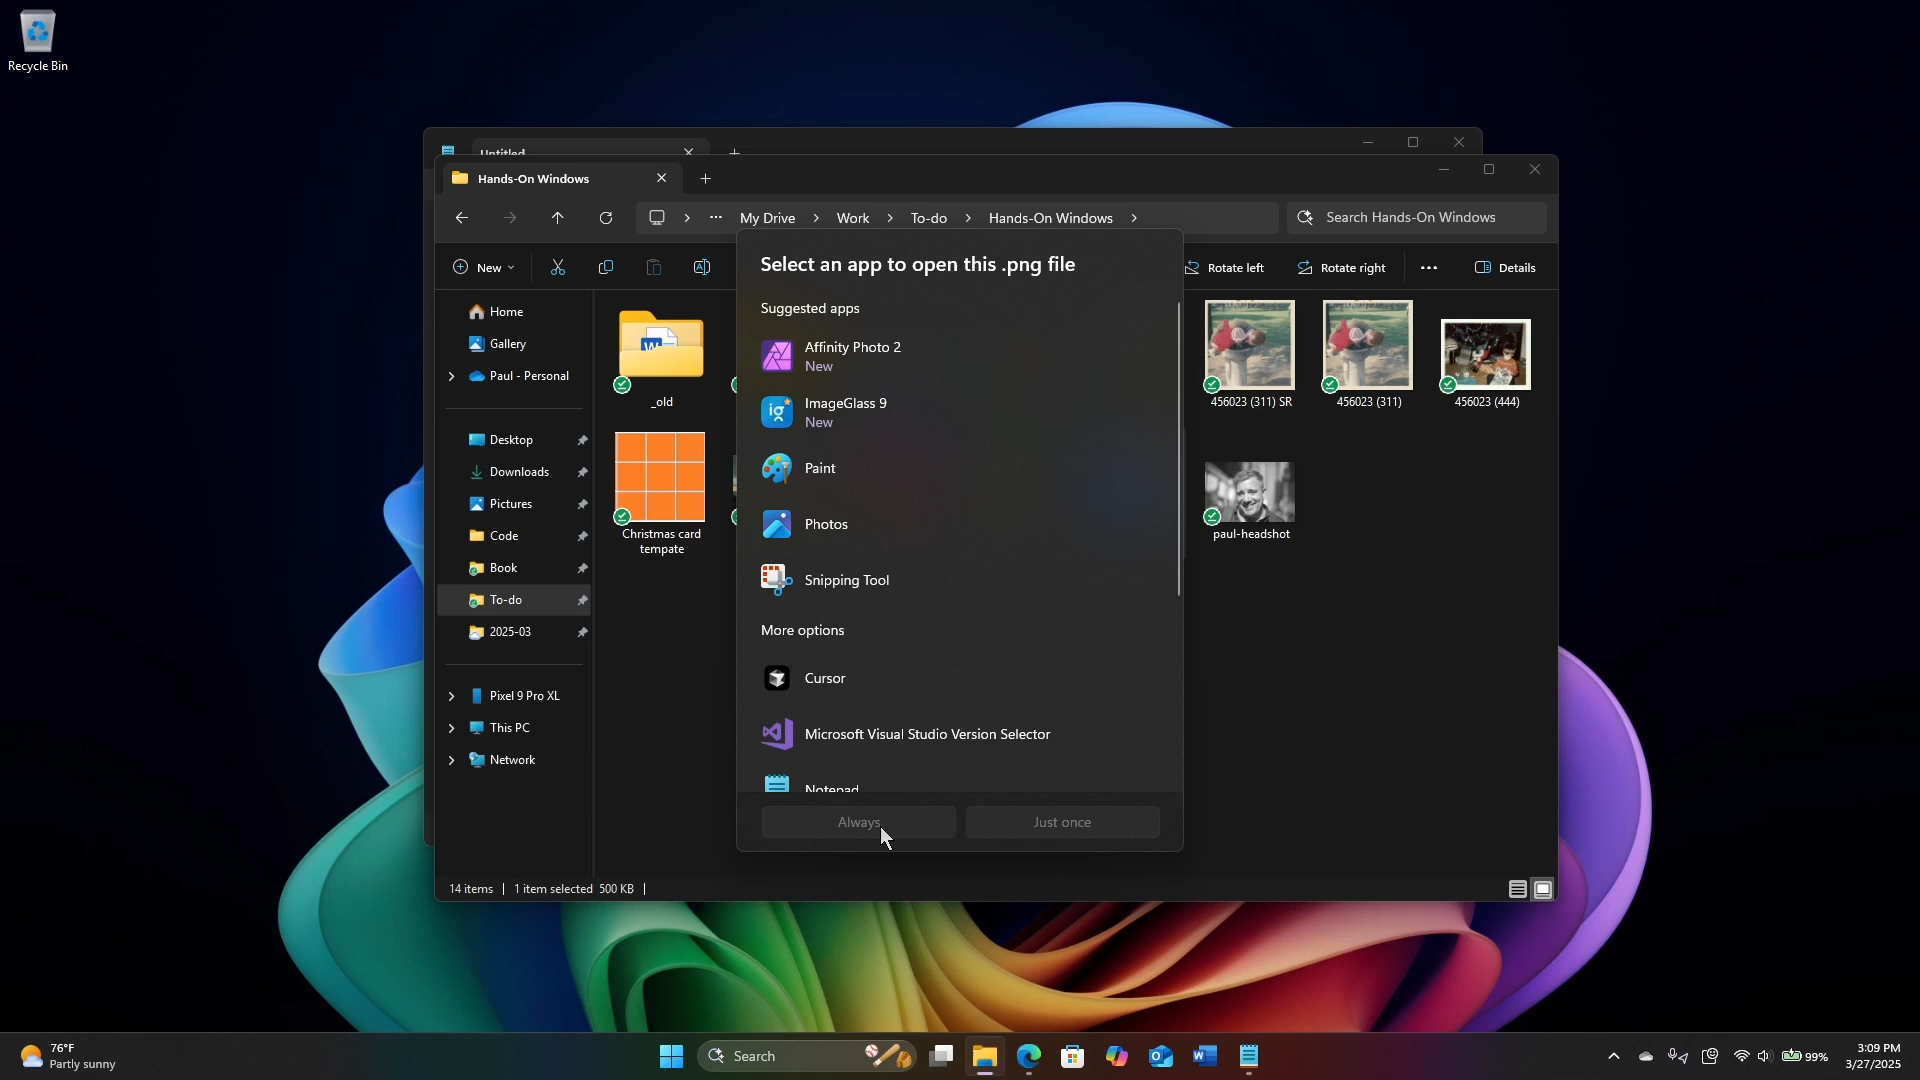 Recycle Bin
Untitled
Hands-On Windows
My Drive
Work
To-do
Hands-On Windows
Search Hands-On Windows
New
Rotate left
Rotate right
Details
Home
Gallery
Paul - Personal
Desktop
Downloads
Pictures
Code
Book
To-do
2025-03
Pixel 9 Pro XL
This PC
Network
_old
Christmas card
tempate
Select an app to open this .png file
Suggested apps
Affinity Photo 2
New
ImageGlass 9
New
Paint
Photos
Snipping Tool
More options
Cursor
Microsoft Visual Studio Version Selector
Notepad
Always
Just once
456023 (311) SR
456023 (311)
456023 (444)
paul-headshot
14 items
1 item selected 500 KB
76°F
Partly sunny
Search
99%
3:09 PM
3/27/2025